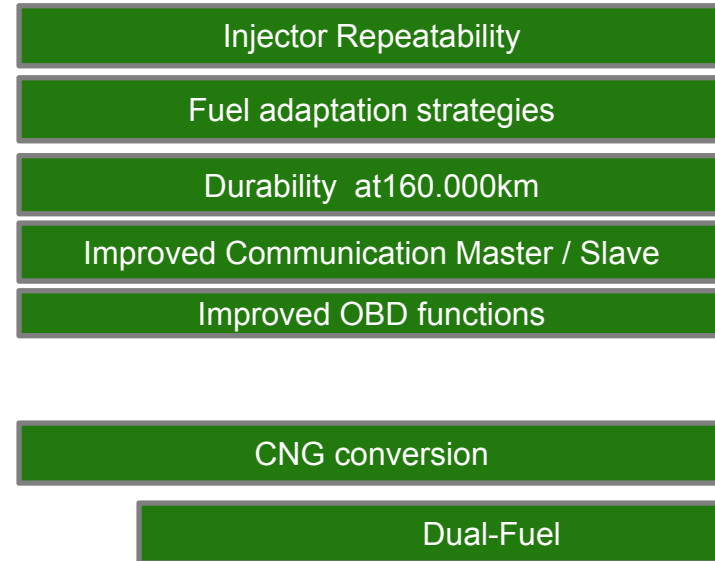 Injector Repeatability
Fuel adaptation strategies
Durability  at160.000km
Improved Communication Master / Slave
Improved OBD functions
CNG conversion
Dual-Fuel